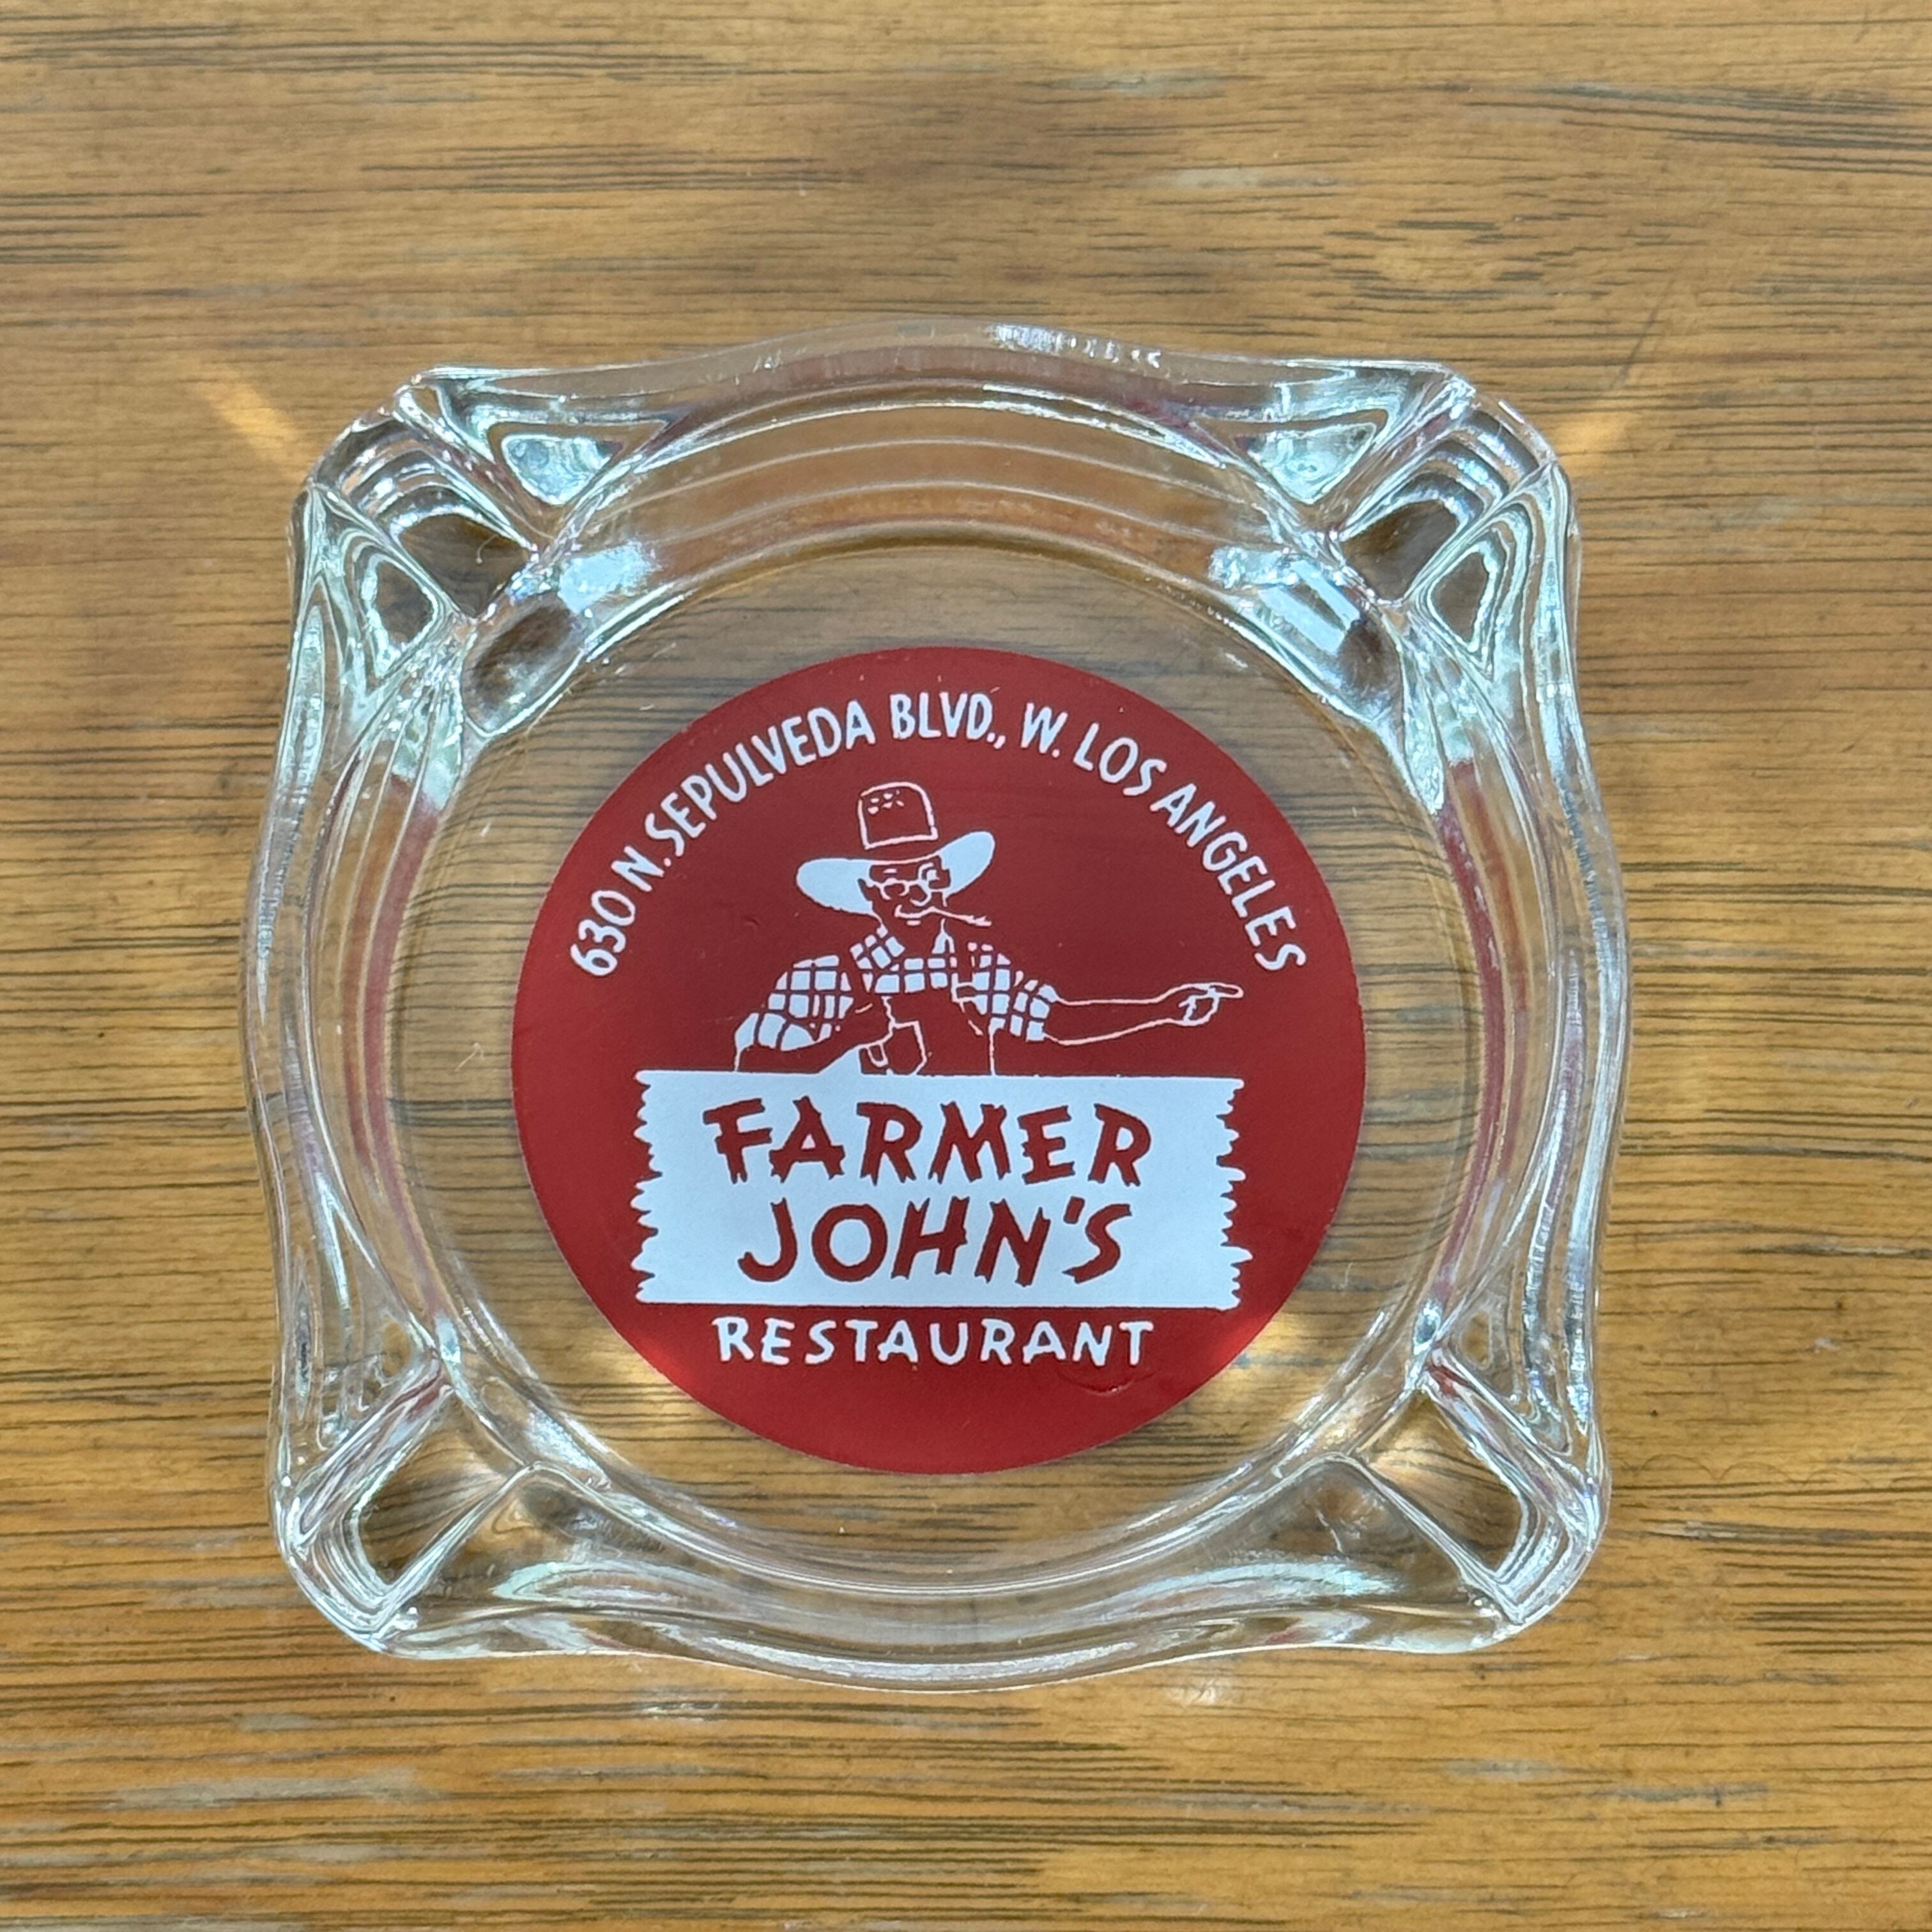 630 N. SEPULVEDA BLVD., W. LOS ANGELES
FARMER
JOHN'S
RESTAURANT